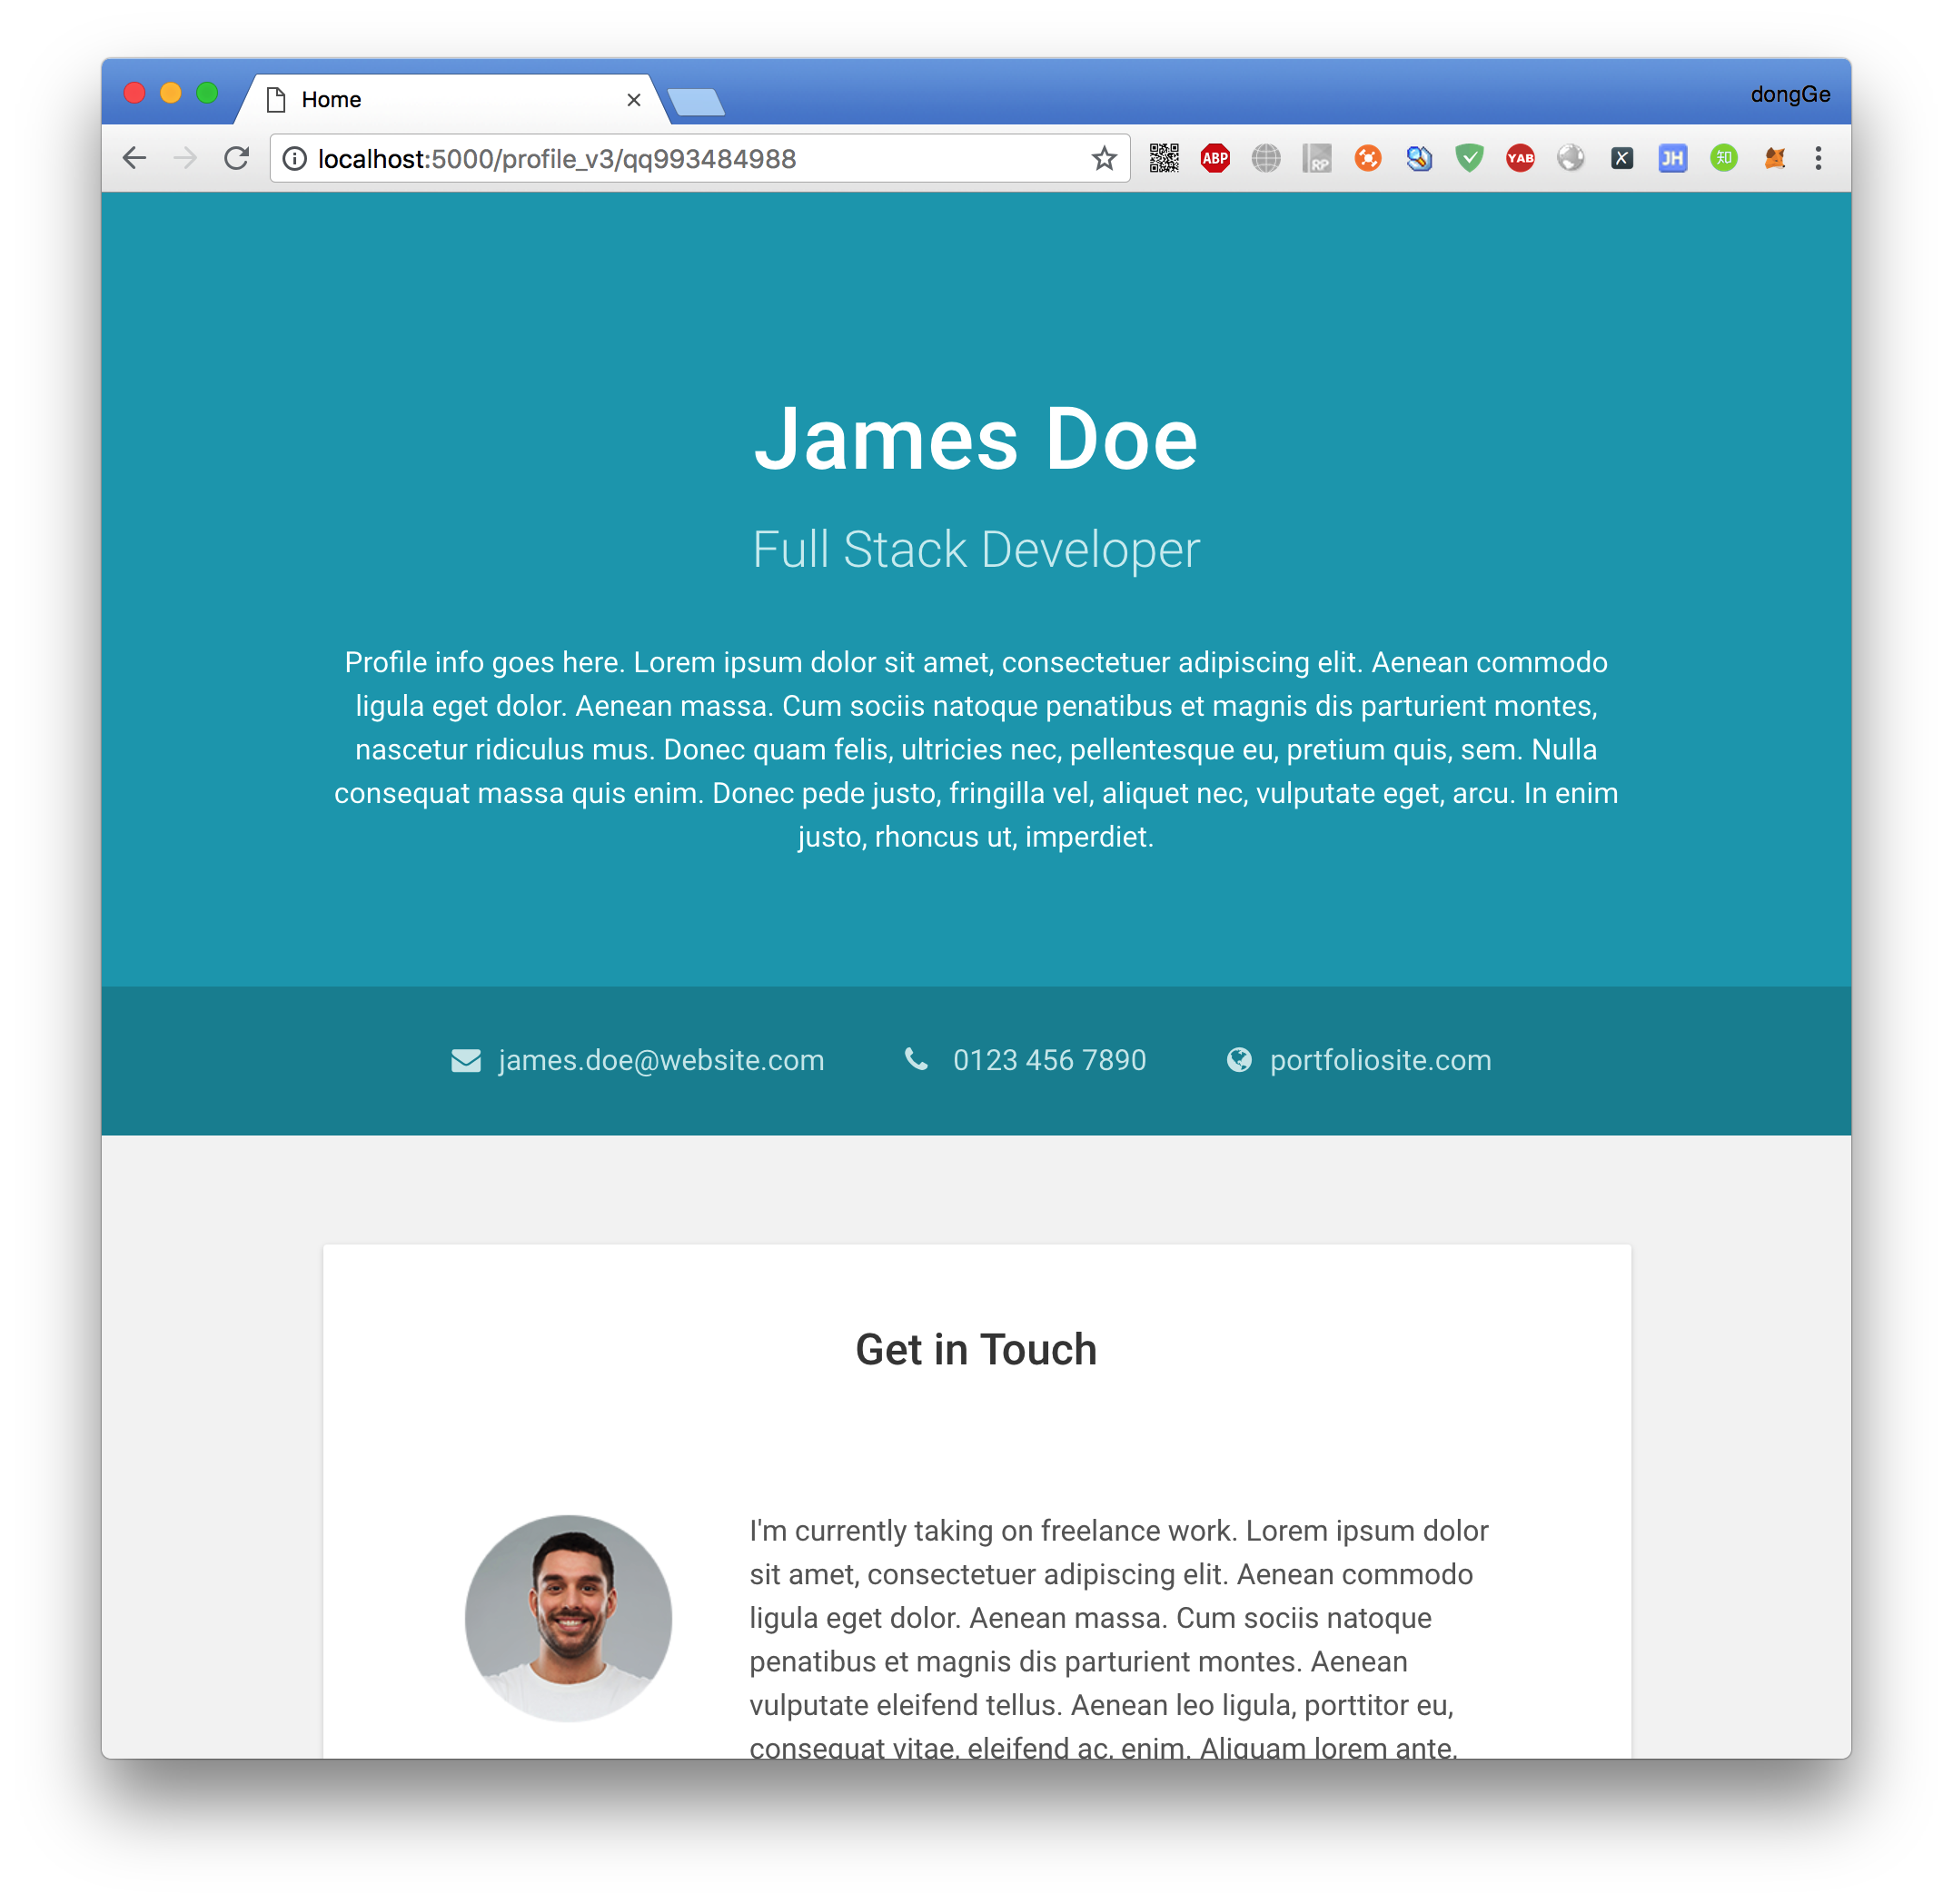 Home
dongGe
localhost:5000/profile_v3/qq993484988
ABP
RP
YAB
X
JH
知
James Doe
Full Stack Developer
Profile info goes here. Lorem ipsum dolor sit amet, consectetuer adipiscing elit. Aenean commodo
ligula eget dolor. Aenean massa. Cum sociis natoque penatibus et magnis dis parturient montes,
nascetur ridiculus mus. Donec quam felis, ultricies nec, pellentesque eu, pretium quis, sem. Nulla
consequat massa quis enim. Donec pede justo, fringilla vel, aliquet nec, vulputate eget, arcu. In enim
justo, rhoncus ut, imperdiet.
james.doe@website.com
0123 456 7890
portfoliosite.com
Get in Touch
I'm currently taking on freelance work. Lorem ipsum dolor
sit amet, consectetuer adipiscing elit. Aenean commodo
ligula eget dolor. Aenean massa. Cum sociis natoque
penatibus et magnis dis parturient montes. Aenean
vulputate eleifend tellus. Aenean leo ligula, porttitor eu,
consequat vitae, eleifend ac, enim. Aliquam lorem ante,